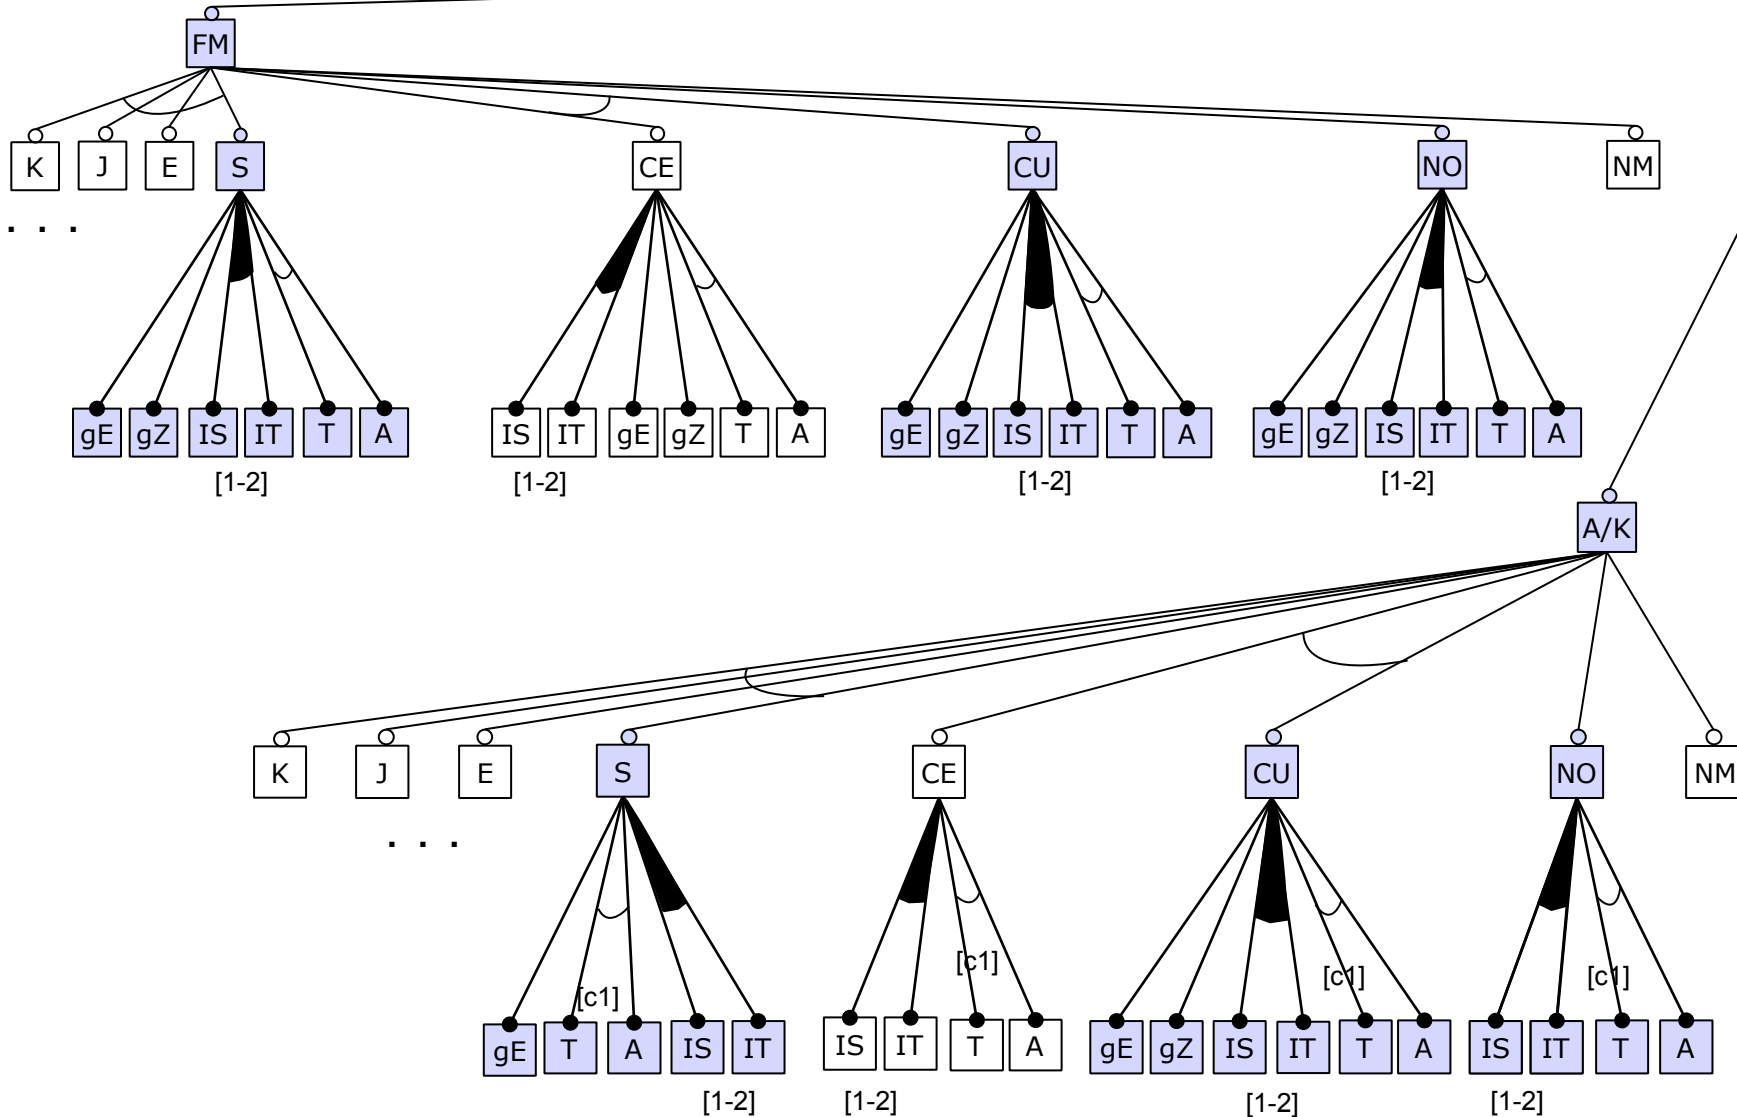 FM
K J E S CE CU NO NM
. . .
gE gZ IS IT T A IS IT gE gZ T A gE gZ IS IT T A gE gZ IS IT T A
[1-2] [1-2] [1-2] [1-2]
A/K
K J E S CE CU NO NM
. . .
[c1] [c1] [c1] [c1]
gE T A IS IT IS IT T A gE gZ IS IT T A IS IT T A
[1-2] [1-2] [1-2] [1-2]